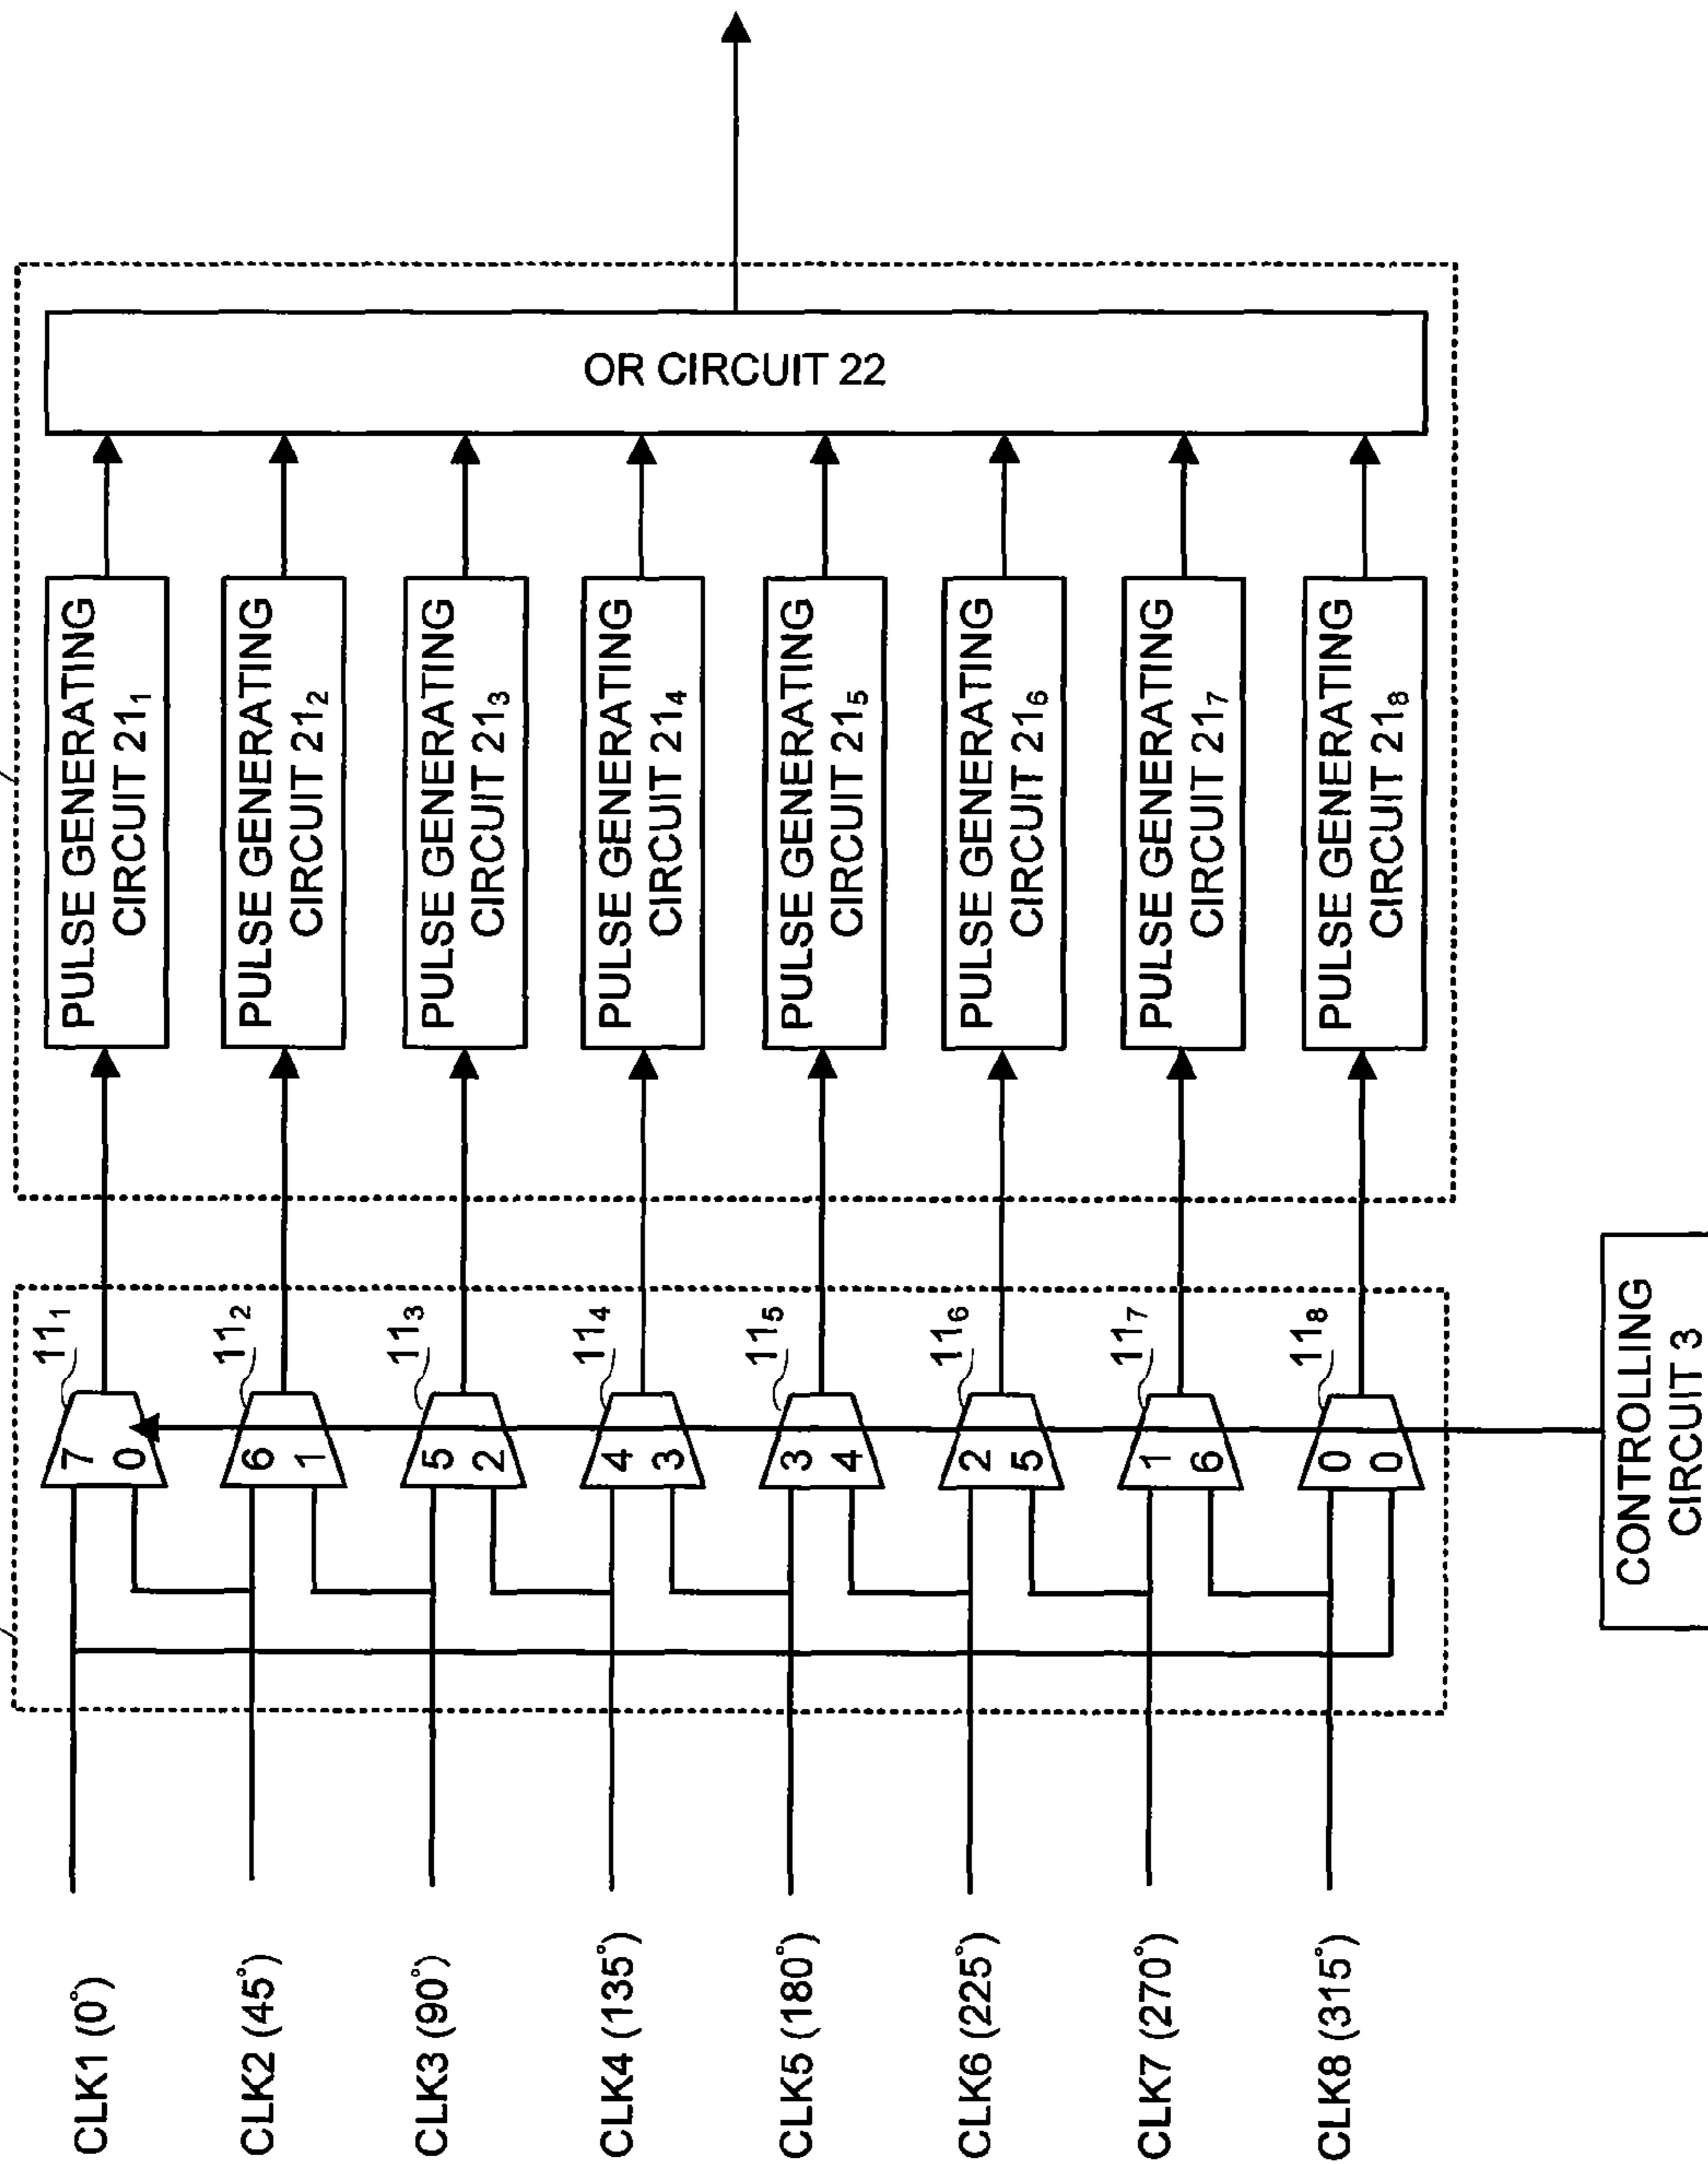 CLK1 (0°)
CLK2 (45°)
CLK3 (90°)
CLK4 (135°)
CLK5 (180°)
CLK6 (225°)
CLK7 (270°)
CLK8 (315°)
7
0
11₁
6
1
11₂
5
2
11₃
4
3
11₄
3
4
11₅
2
5
11₆
1
6
11₇
0
0
11₈
CONTROLLING
CIRCUIT 3
PULSE GENERATING
CIRCUIT 21₁
PULSE GENERATING
CIRCUIT 21₂
PULSE GENERATING
CIRCUIT 21₃
PULSE GENERATING
CIRCUIT 21₄
PULSE GENERATING
CIRCUIT 21₅
PULSE GENERATING
CIRCUIT 21₆
PULSE GENERATING
CIRCUIT 21₇
PULSE GENERATING
CIRCUIT 21₈
OR CIRCUIT 22